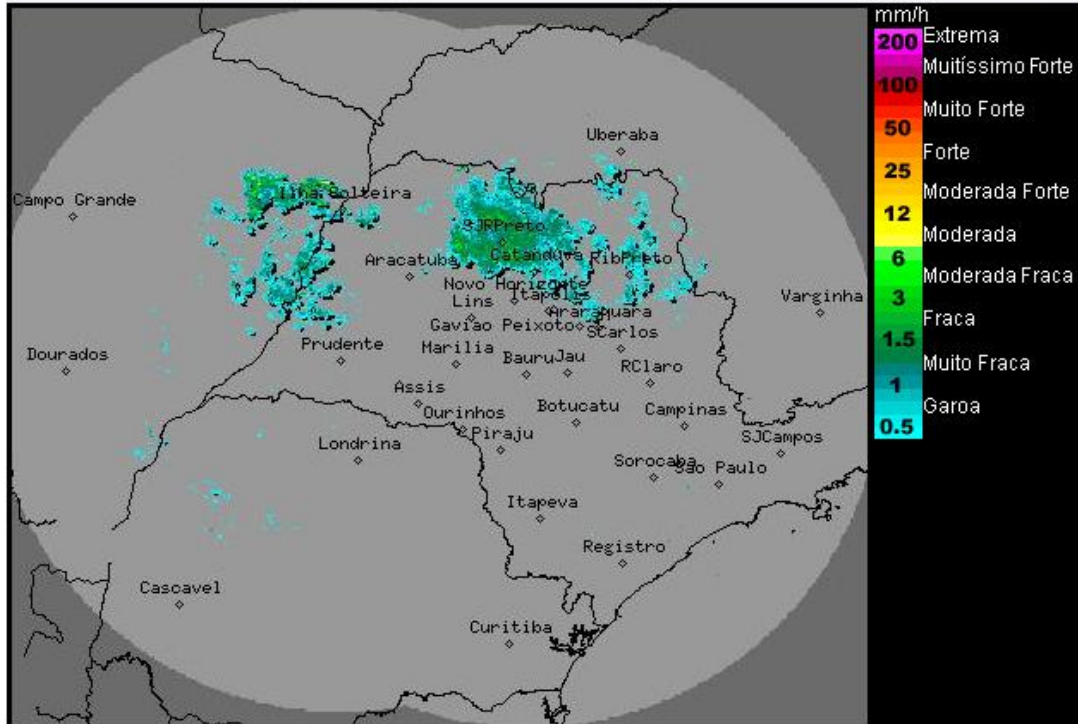 mm/h
200 Extrema
Muitíssimo Forte
100
Muito Forte
50
Forte
25
Moderada Forte
12
Moderada
6
Moderada Fraca
3
Fraca
1.5
Muito Fraca
1
Garoa
0.5
Uberaba
Ilha Solteira
Campo Grande
SJRPreto
Catanduva
Aracatuba
RibPreto
Novo Horizonte
Itapolis
Lins
Araraquara
Varginha
Gaviao Peixoto
SCarlos
Prudente
Marilia
Dourados
Bauru
Jau
RClaro
Assis
Ourinhos
Botucatu
Campinas
Piraju
Londrina
SJCampos
Sorocaba
Sao Paulo
Itapeva
Registro
Cascavel
Curitiba